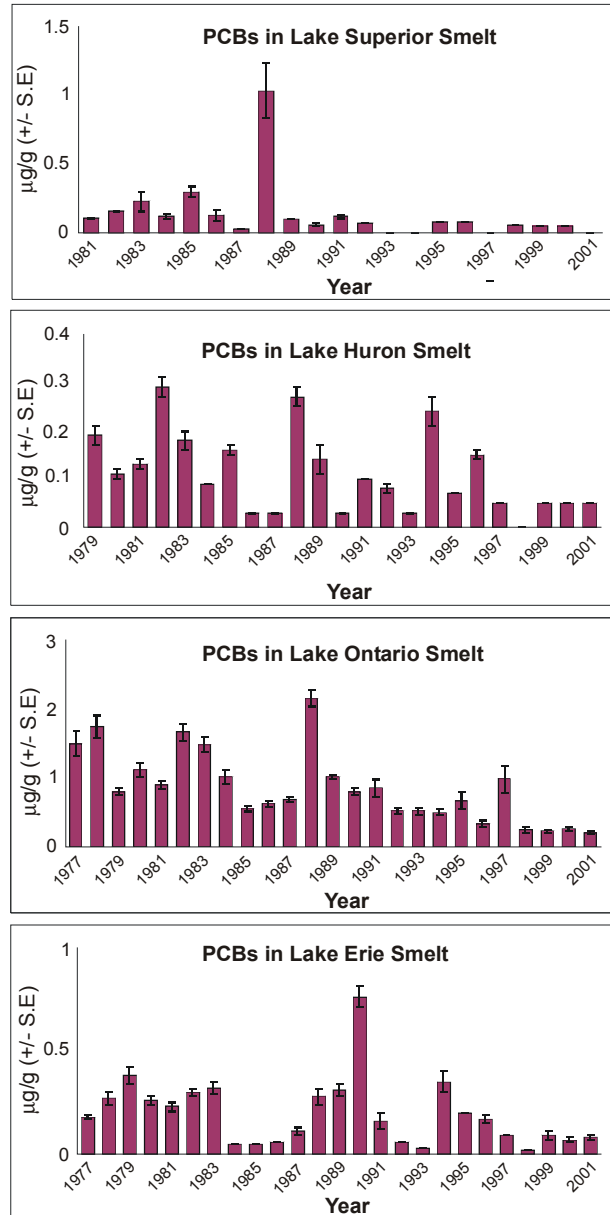 PCBs in Lake Superior Smelt
µg/g (+/- S.E)
1.5
1
0.5
0
1981 1983 1985 1987 1989 1991 1993 1995 1997 1999 2001
Year
PCBs in Lake Huron Smelt
µg/g (+/- S.E)
0.4
0.3
0.2
0.1
0
1979 1981 1983 1985 1987 1989 1991 1993 1995 1997 1999 2001
Year
PCBs in Lake Ontario Smelt
µg/g (+/- S.E)
3
2
1
0
1977 1979 1981 1983 1985 1987 1989 1991 1993 1995 1997 1999 2001
Year
PCBs in Lake Erie Smelt
µg/g (+/- S.E)
1
0.5
0
1977 1979 1981 1983 1985 1987 1989 1991 1993 1995 1997 1999 2001
Year